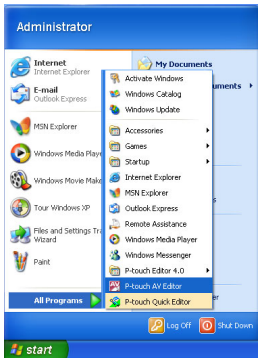 Administrator
Internet
Internet Explorer
E-mail
Outlook Express
MSN Explorer
Windows Media Playe
Windows Movie Make
Tour Windows XP
Files and Settings Tra
Wizard
Paint
All Programs
My Documents
uments
Activate Windows
Windows Catalog
Windows Update
Accessories
Games
Startup
Internet Explorer
MSN Explorer
Outlook Express
Remote Assistance
Windows Media Player
Windows Messenger
P-touch Editor 4.0
P-touch AV Editor
P-touch Quick Editor
Log Off
Shut Down
start